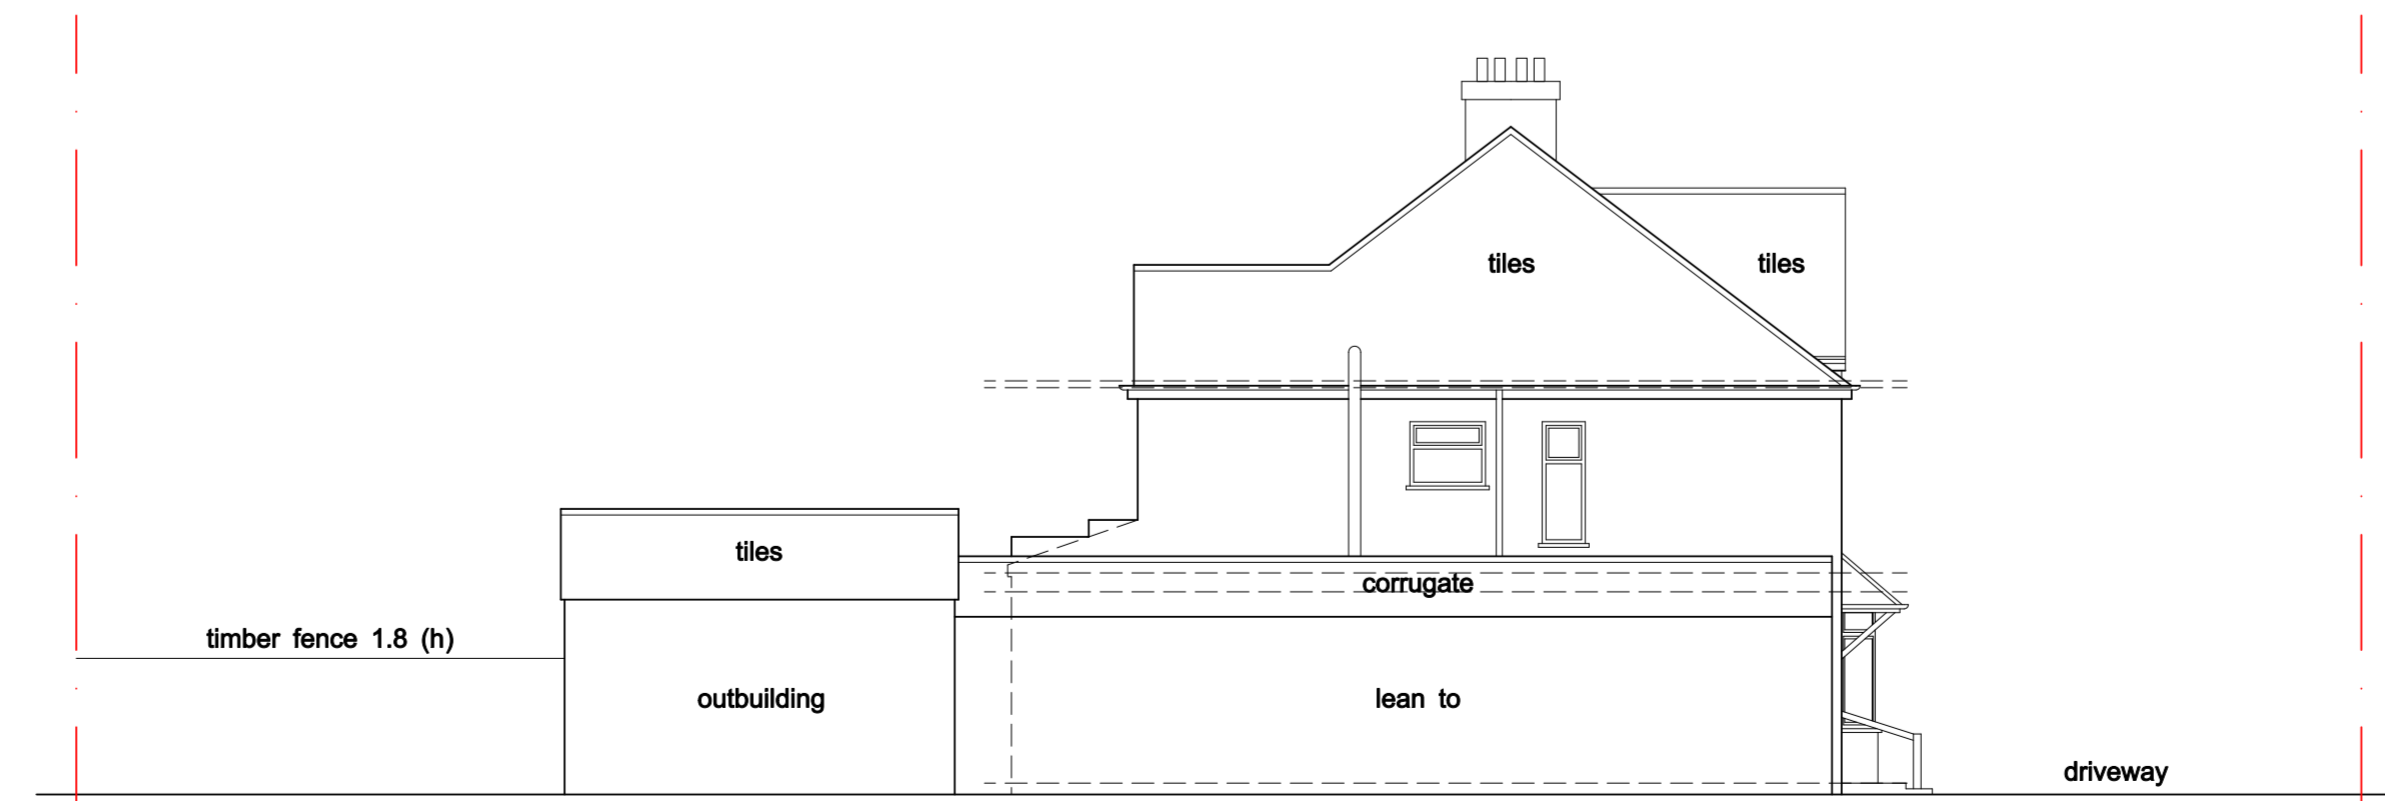 tiles
tiles
tiles
corrugate
timber fence 1.8 (h)
outbuilding
lean to
driveway